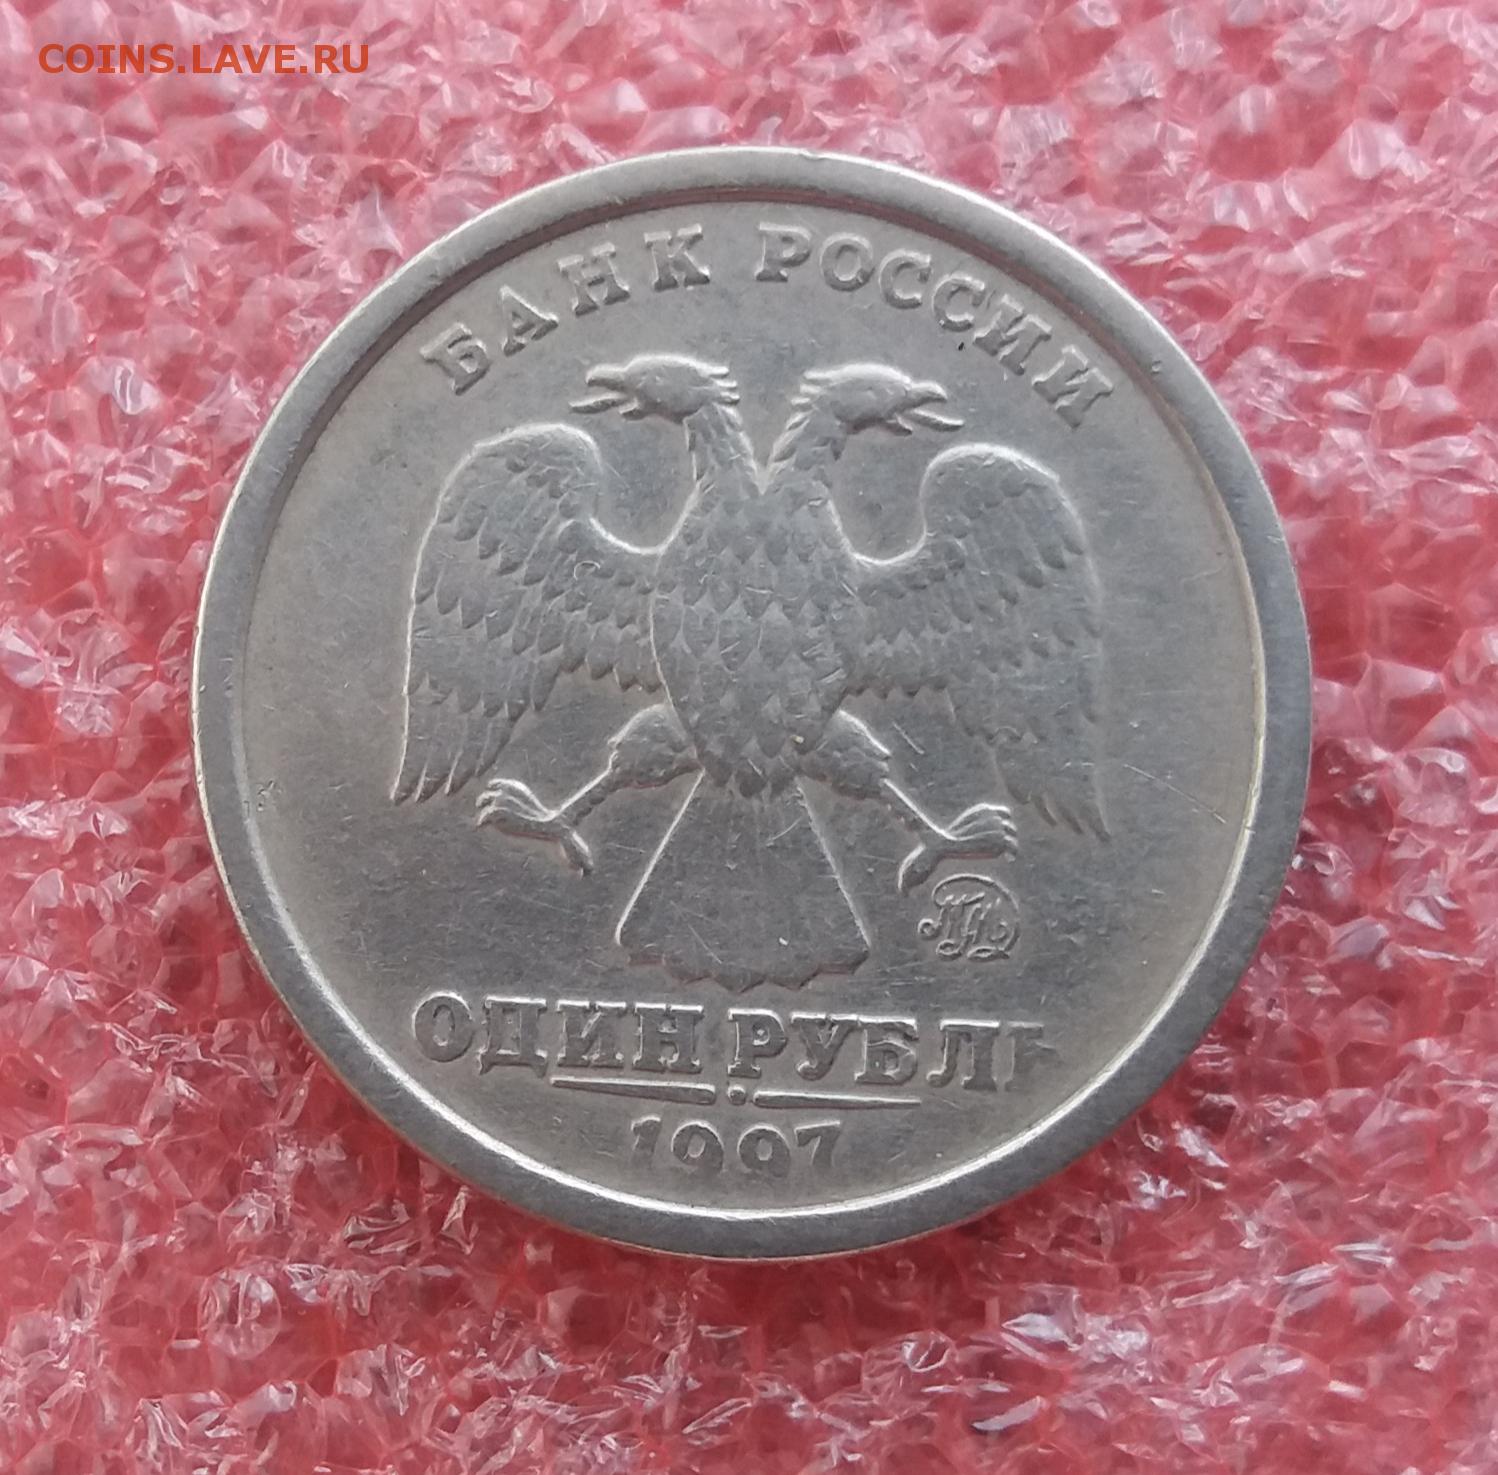 COINS.LAVE.RU
БАНК РОССИИ
ММД
ОДИН РУБЛЬ
1997